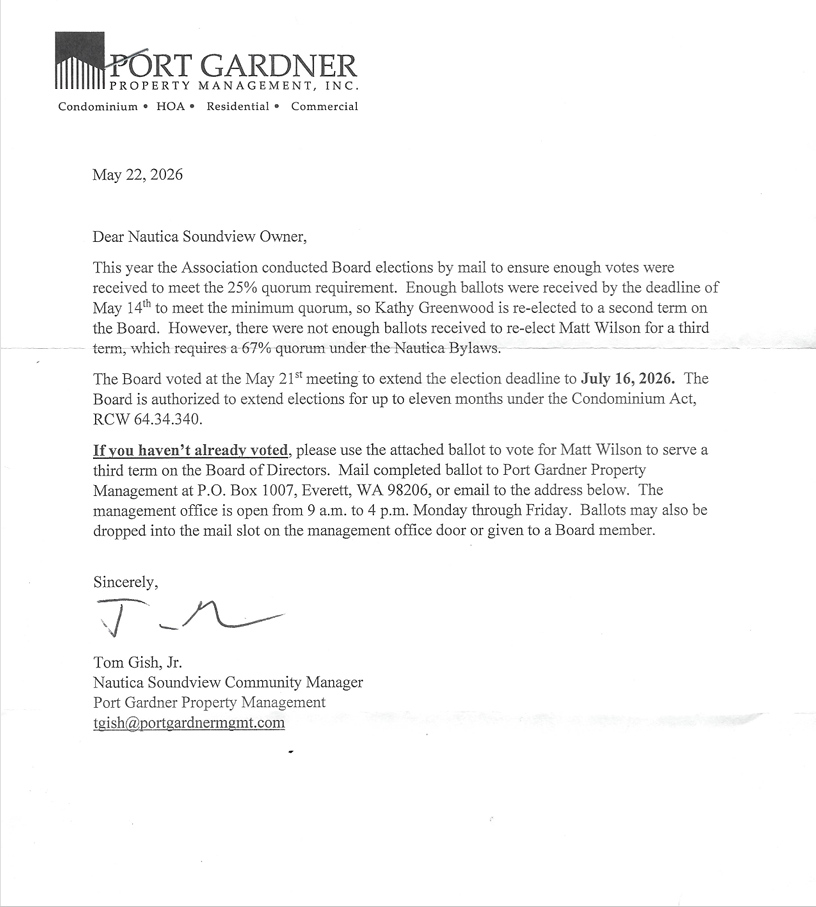 PORT GARDNER
PROPERTY MANAGEMENT, INC.
Condominium • HOA • Residential • Commercial
May 22, 2026
Dear Nautica Soundview Owner,
This year the Association conducted Board elections by mail to ensure enough votes were
received to meet the 25% quorum requirement.  Enough ballots were received by the deadline of
May 14th to meet the minimum quorum, so Kathy Greenwood is re-elected to a second term on
the Board.  However, there were not enough ballots received to re-elect Matt Wilson for a third
term, which requires a 67% quorum under the Nautica Bylaws.
The Board voted at the May 21st meeting to extend the election deadline to July 16, 2026.  The
Board is authorized to extend elections for up to eleven months under the Condominium Act,
RCW 64.34.340.
If you haven't already voted, please use the attached ballot to vote for Matt Wilson to serve a
third term on the Board of Directors.  Mail completed ballot to Port Gardner Property
Management at P.O. Box 1007, Everett, WA 98206, or email to the address below.  The
management office is open from 9 a.m. to 4 p.m. Monday through Friday.  Ballots may also be
dropped into the mail slot on the management office door or given to a Board member.
Sincerely,
Tom Gish, Jr.
Nautica Soundview Community Manager
Port Gardner Property Management
tgish@portgardnermgmt.com